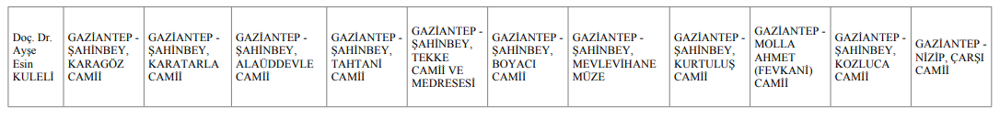 Doç. Dr.
Ayşe
Esin
KULELİ
GAZİANTEP -
ŞAHİNBEY,
KARAGÖZ
CAMİİ
GAZİANTEP -
ŞAHİNBEY,
KARATARLA
CAMİİ
GAZİANTEP -
ŞAHİNBEY,
ALAÜDDEVLE
CAMİİ
GAZİANTEP -
ŞAHİNBEY,
TAHTANİ
CAMİİ
GAZİANTEP -
ŞAHİNBEY,
TEKKE
CAMİİ VE
MEDRESESİ
GAZİANTEP -
ŞAHİNBEY,
BOYACI
CAMİİ
GAZİANTEP -
ŞAHİNBEY,
MEVLEVİHANE
MÜZE
GAZİANTEP -
ŞAHİNBEY,
KURTULUŞ
CAMİİ
GAZİANTEP -
MOLLA
AHMET
(FEVKANİ)
CAMİİ
GAZİANTEP -
ŞAHİNBEY,
KOZLUCA
CAMİİ
GAZİANTEP -
NİZİP, ÇARŞI
CAMİİ